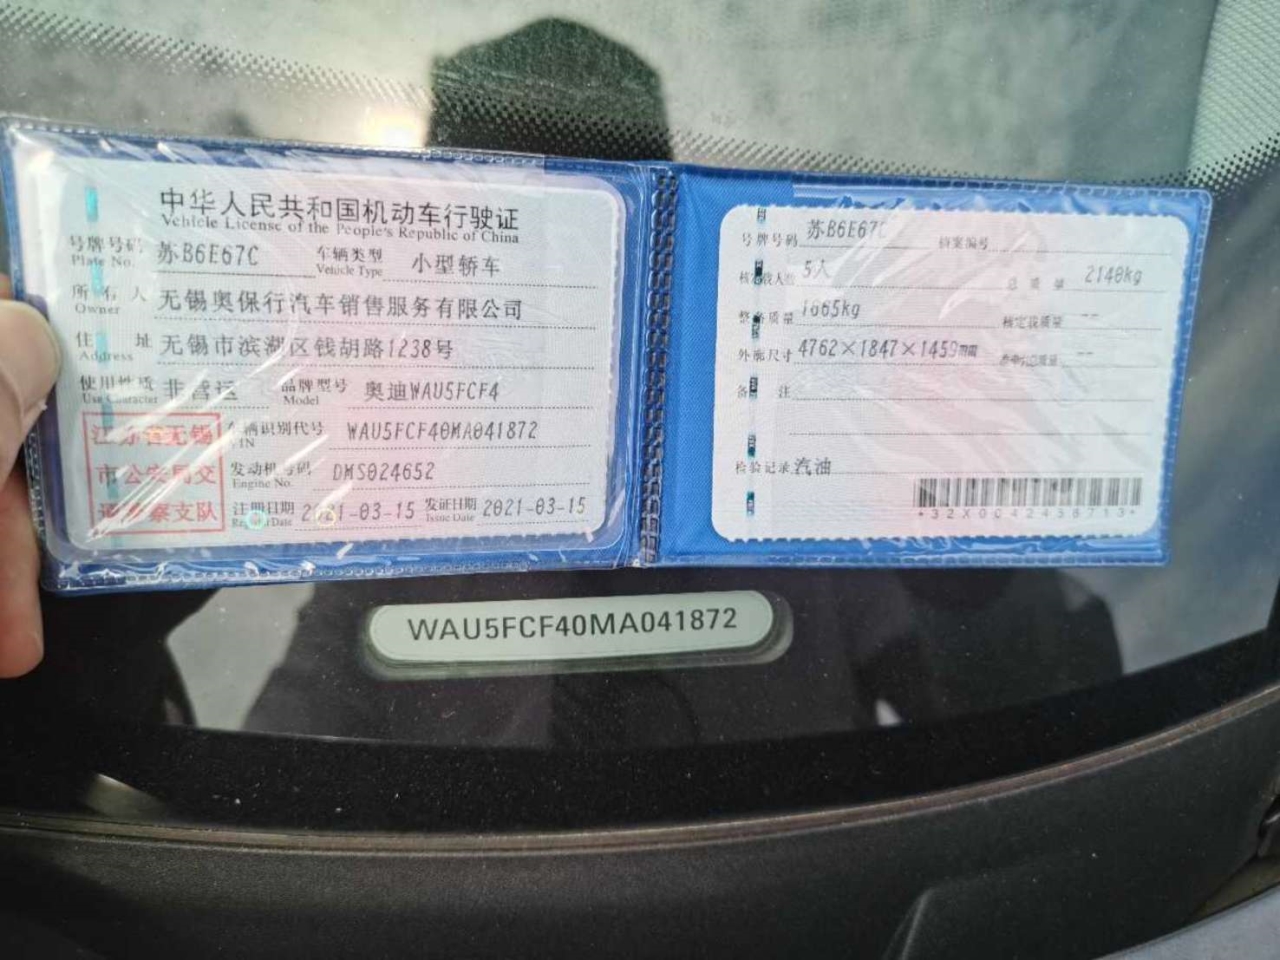 中华人民共和国机动车行驶证
Vehicle License of the People's Republic of China
号牌号码 苏B6E67C 车辆类型 小型轿车
Plate No. Vehicle Type
所有人 无锡奥保行汽车销售服务有限公司
Owner
住址 无锡市滨湖区钱胡路1238号
Address
使用性质 非营运 品牌型号 奥迪WAU5FCF4
Use Character Model
江苏省无锡 车辆识别代号 WAU5FCF40MA041872
VIN
市公安局交 发动机号码 DMS024652
Engine No.
通警察支队 注册日期 2021-03-15 发证日期 2021-03-15
Register Date Issue Date
号牌号码 苏B6E67C 档案编号
核定载人数 5人 总质量 2140kg
整备质量 1665kg 核定载质量 --
外廓尺寸 4762×1847×1459 --
备注
检验记录 汽油
WAU5FCF40MA041872